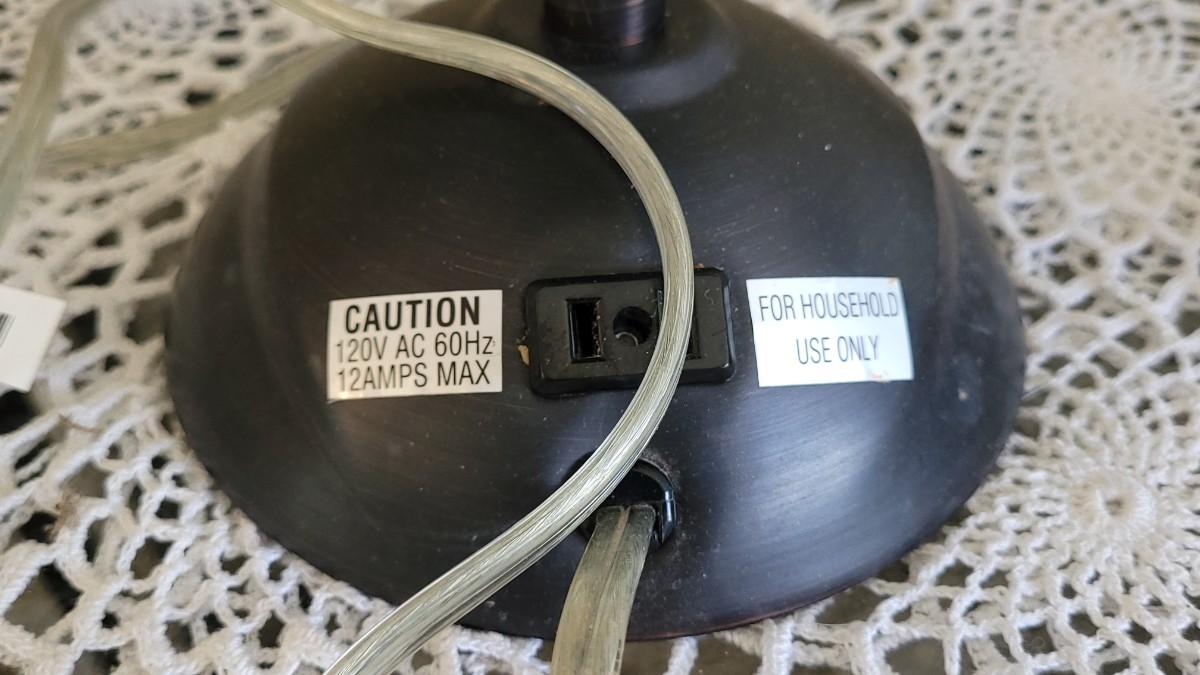 CAUTION
120V AC 60Hz
12AMPS MAX
FOR HOUSEHOLD
USE ONLY